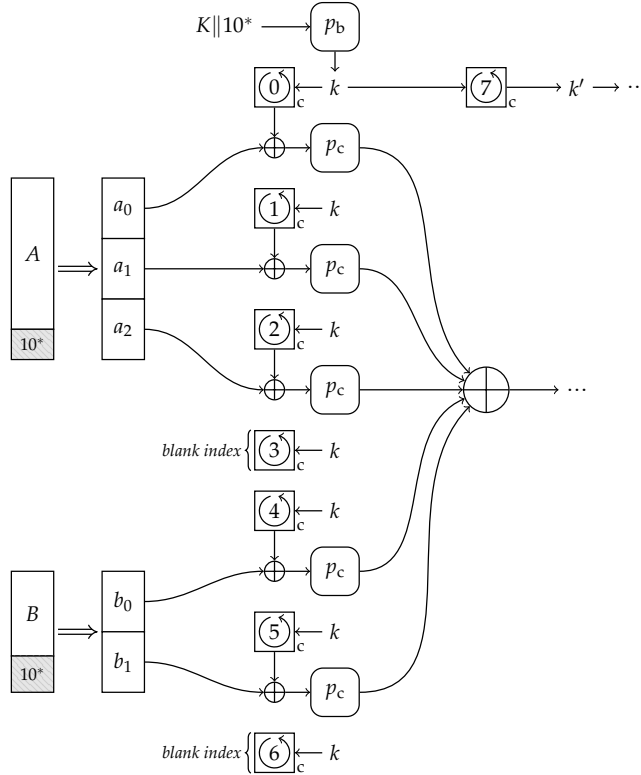 K‖10* p_b
0 c k 7 c k′ ··
p_c
1 c k
A a_0
a_1 p_c
10* a_2
2 c k
p_c ···
blank index 3 c k
4 c k
B b_0 p_c
5 c k
10* b_1 p_c
blank index 6 c k